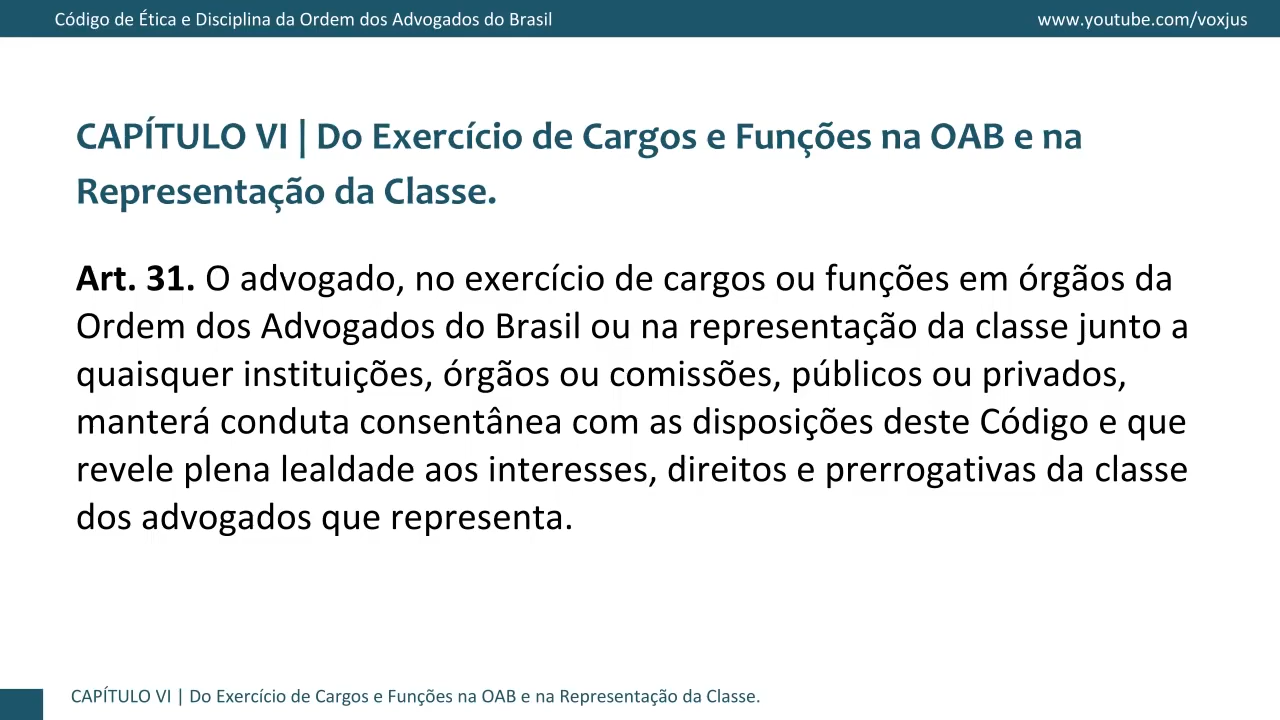 Código de Ética e Disciplina da Ordem dos Advogados do Brasil
www.youtube.com/voxjus
CAPÍTULO VI | Do Exercício de Cargos e Funções na OAB e na
Representação da Classe.
Art. 31. O advogado, no exercício de cargos ou funções em órgãos da
Ordem dos Advogados do Brasil ou na representação da classe junto a
quaisquer instituições, órgãos ou comissões, públicos ou privados,
manterá conduta consentânea com as disposições deste Código e que
revele plena lealdade aos interesses, direitos e prerrogativas da classe
dos advogados que representa.
CAPÍTULO VI | Do Exercício de Cargos e Funções na OAB e na Representação da Classe.